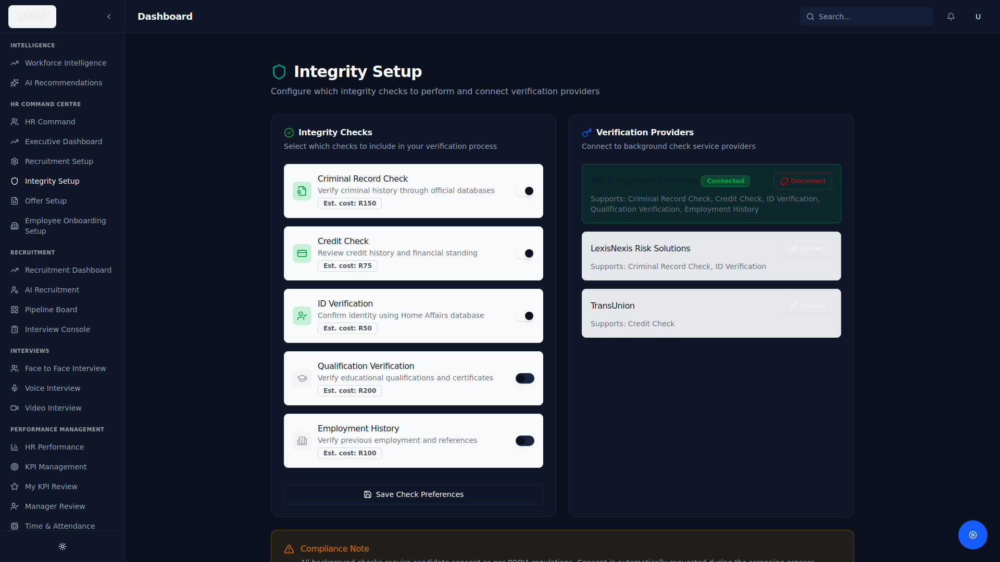 AVATAR
Dashboard
Search...
U
INTELLIGENCE
Workforce Intelligence
AI Recommendations
HR COMMAND CENTRE
HR Command
Executive Dashboard
Recruitment Setup
Integrity Setup
Offer Setup
Employee Onboarding
Setup
RECRUITMENT
Recruitment Dashboard
AI Recruitment
Pipeline Board
Interview Console
INTERVIEWS
Face to Face Interview
Voice Interview
Video Interview
PERFORMANCE MANAGEMENT
HR Performance
KPI Management
My KPI Review
Manager Review
Time & Attendance
Integrity Setup
Configure which integrity checks to perform and connect verification providers
Integrity Checks
Select which checks to include in your verification process
Criminal Record Check
Verify criminal history through official databases
Est. cost: R150
Credit Check
Review credit history and financial standing
Est. cost: R75
ID Verification
Confirm identity using Home Affairs database
Est. cost: R50
Qualification Verification
Verify educational qualifications and certificates
Est. cost: R200
Employment History
Verify previous employment and references
Est. cost: R100
Save Check Preferences
Verification Providers
Connect to background check service providers
MIE Background Screening Connected Disconnect
Supports: Criminal Record Check, Credit Check, ID Verification,
Qualification Verification, Employment History
LexisNexis Risk Solutions Connect
Supports: Criminal Record Check, ID Verification
TransUnion Connect
Supports: Credit Check
Compliance Note
All background checks require candidate consent as per POPIA regulations. Consent is automatically requested during the screening process.